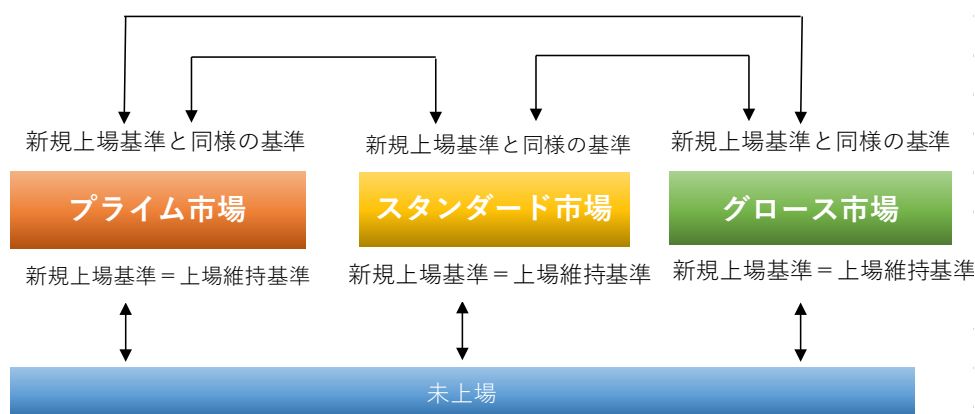 新規上場基準と同様の基準
新規上場基準と同様の基準
新規上場基準と同様の基準
プライム市場
スタンダード市場
グロース市場
新規上場基準＝上場維持基準
新規上場基準＝上場維持基準
新規上場基準＝上場維持基準
未上場